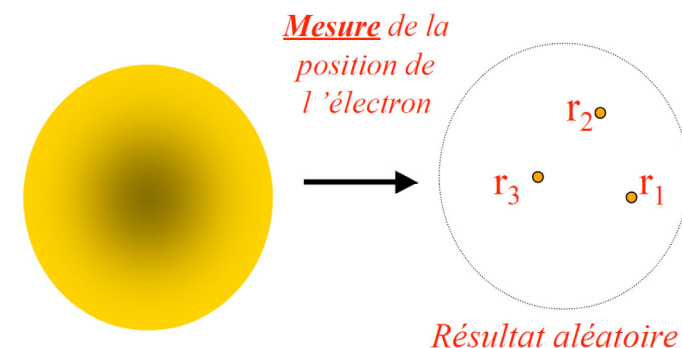 Mesure de la
position de
l ’électron
r₂
r₃
r₁
Résultat aléatoire